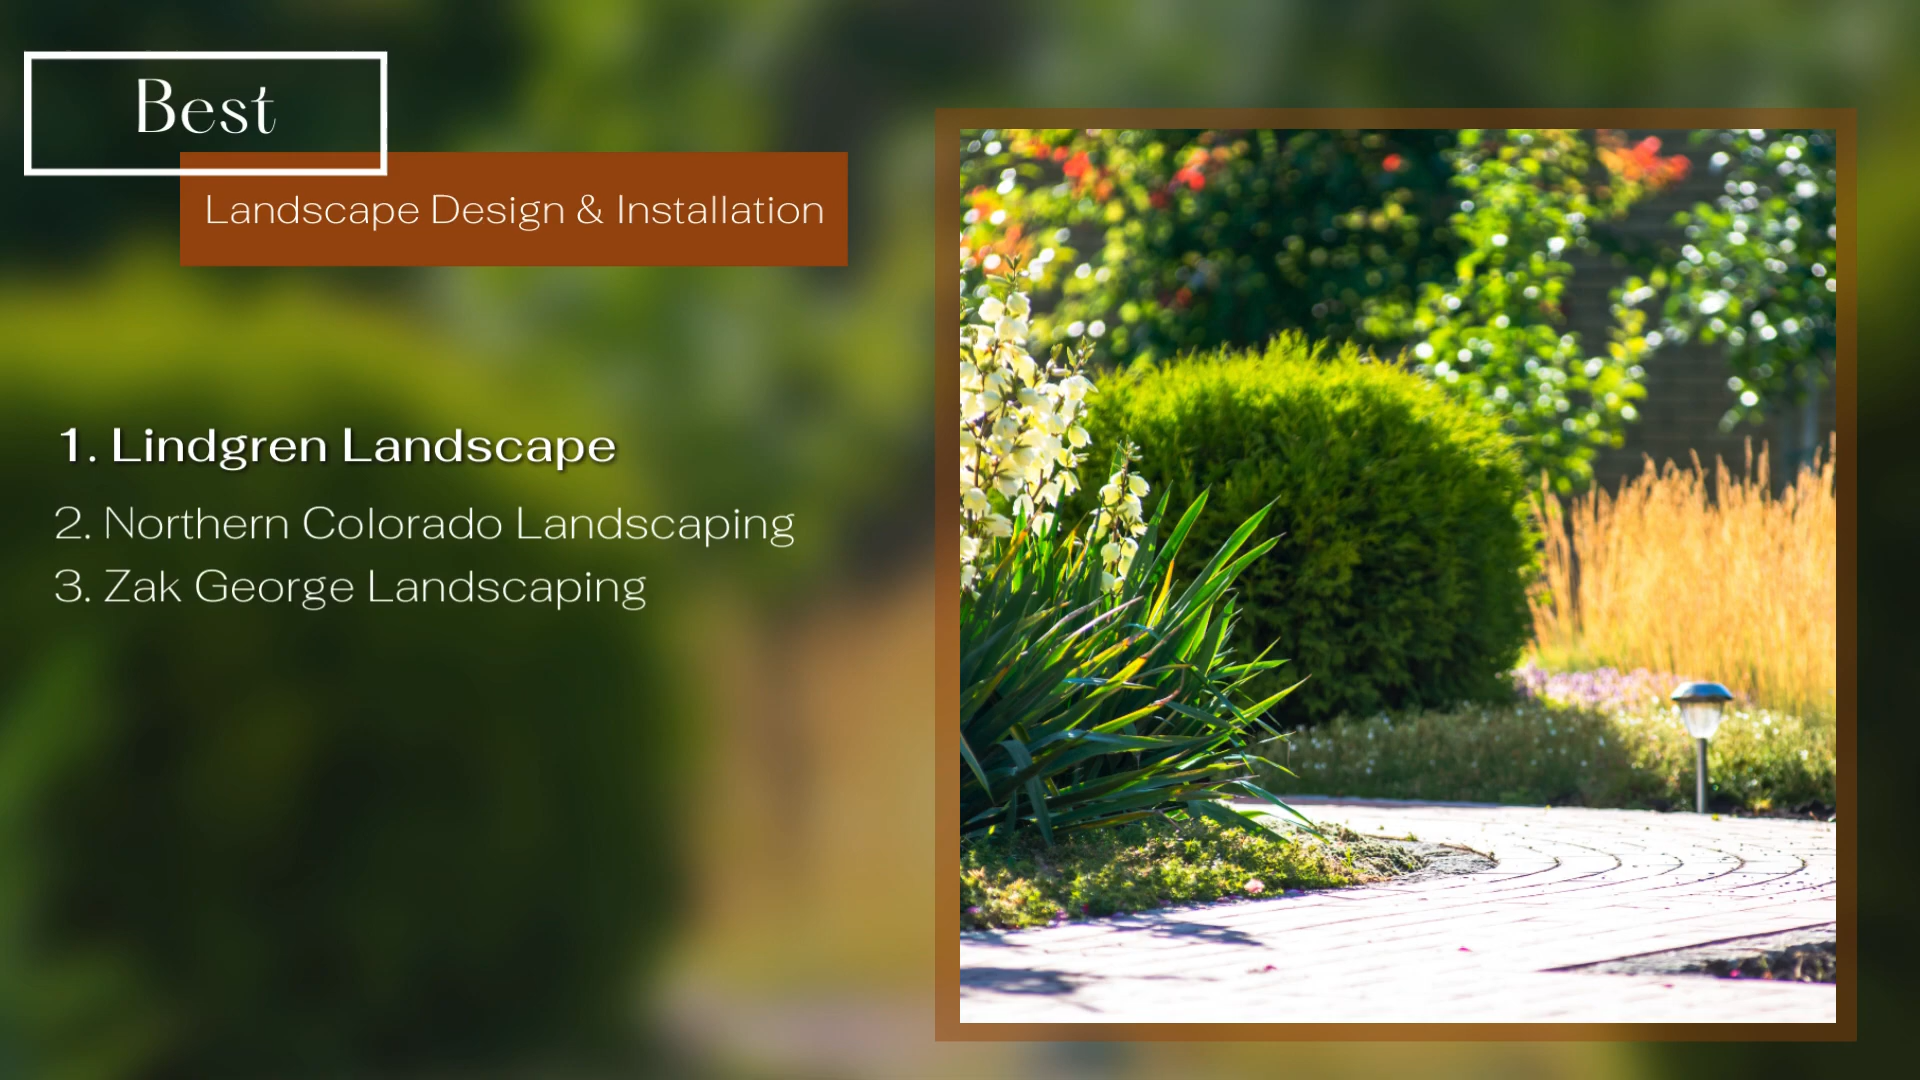 Best
Landscape Design & Installation
1. Lindgren Landscape
2. Northern Colorado Landscaping
3. Zak George Landscaping